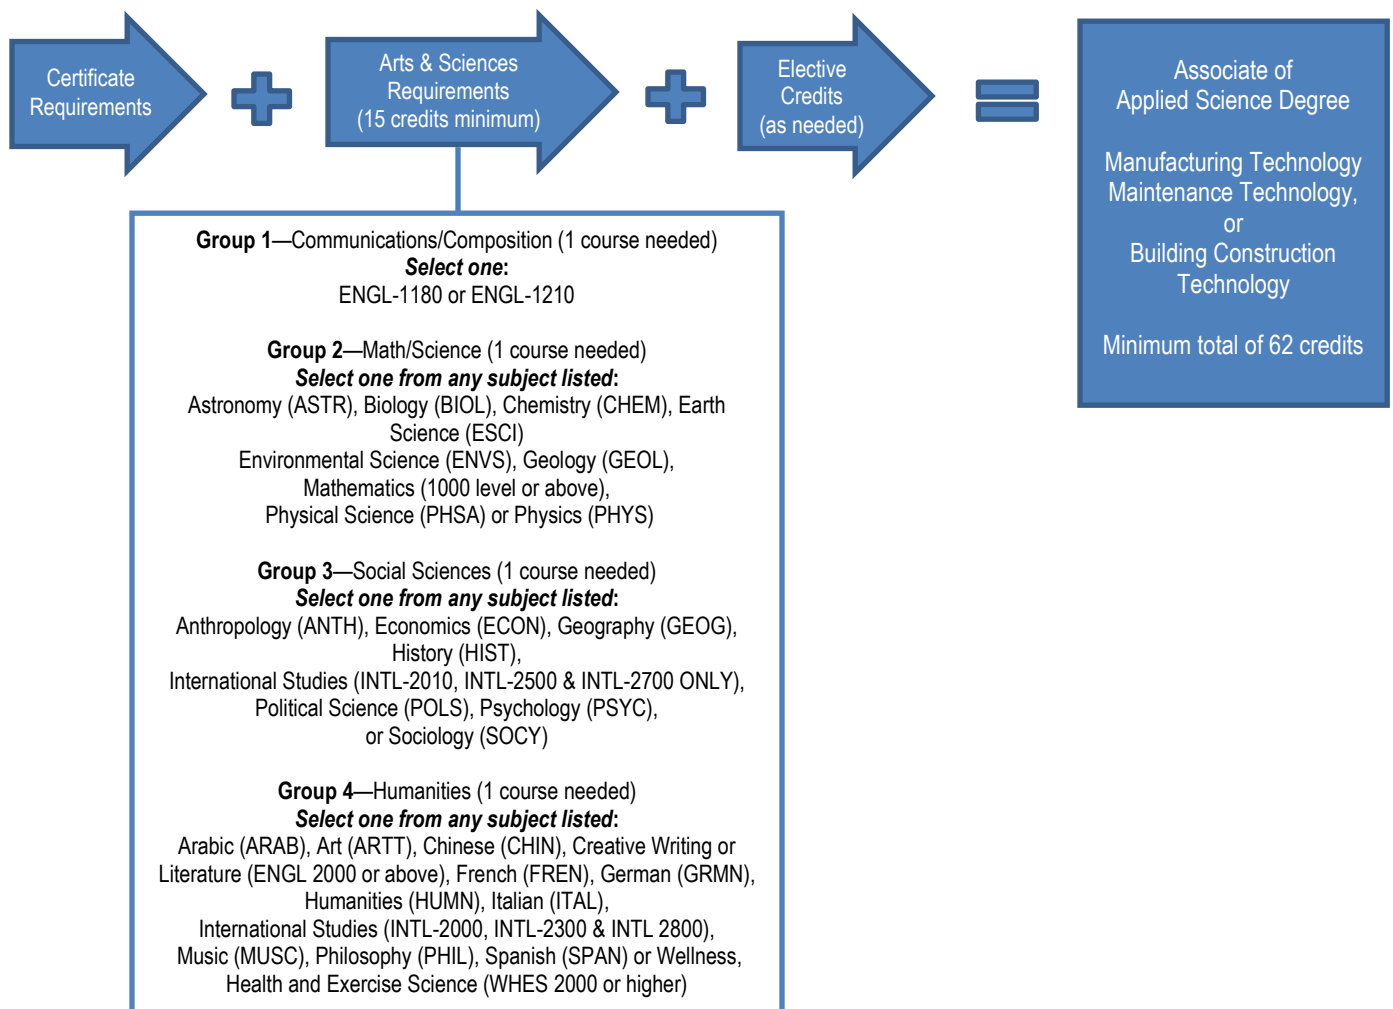 Certificate
Requirements
Arts & Sciences
Requirements
(15 credits minimum)
Elective
Credits
(as needed)
Associate of
Applied Science Degree
Manufacturing Technology
Maintenance Technology,
or
Building Construction
Technology
Minimum total of 62 credits
Group 1—Communications/Composition (1 course needed)
Select one:
ENGL-1180 or ENGL-1210
Group 2—Math/Science (1 course needed)
Select one from any subject listed:
Astronomy (ASTR), Biology (BIOL), Chemistry (CHEM), Earth
Science (ESCI)
Environmental Science (ENVS), Geology (GEOL),
Mathematics (1000 level or above),
Physical Science (PHSA) or Physics (PHYS)
Group 3—Social Sciences (1 course needed)
Select one from any subject listed:
Anthropology (ANTH), Economics (ECON), Geography (GEOG),
History (HIST),
International Studies (INTL-2010, INTL-2500 & INTL-2700 ONLY),
Political Science (POLS), Psychology (PSYC),
or Sociology (SOCY)
Group 4—Humanities (1 course needed)
Select one from any subject listed:
Arabic (ARAB), Art (ARTT), Chinese (CHIN), Creative Writing or
Literature (ENGL 2000 or above), French (FREN), German (GRMN),
Humanities (HUMN), Italian (ITAL),
International Studies (INTL-2000, INTL-2300 & INTL 2800),
Music (MUSC), Philosophy (PHIL), Spanish (SPAN) or Wellness,
Health and Exercise Science (WHES 2000 or higher)